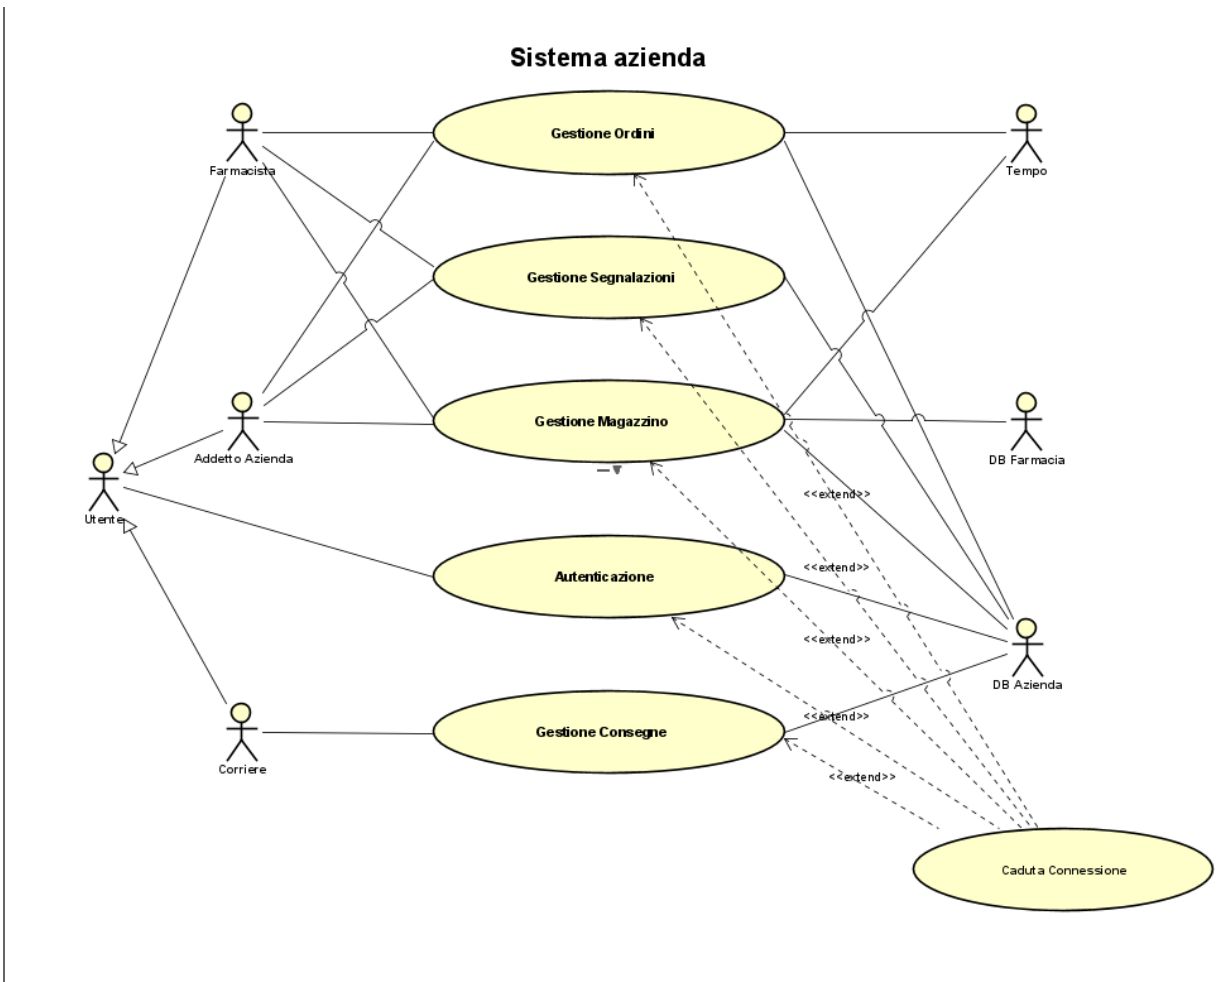 Sistema azienda
Gestione Ordini
Farmacista
Tempo
Gestione Segnalazioni
Gestione Magazzino
Addetto Azienda
DB Farmacia
<<extend>>
Utente
<<extend>>
Autenticazione
<<extend>>
DB Azienda
<<extend>>
Gestione Consegne
Corriere
<<extend>>
Caduta Connessione